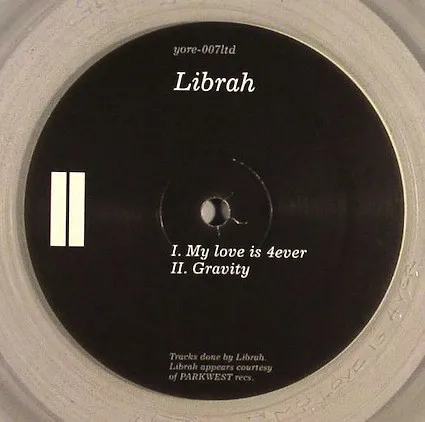 yore-007ltd
Librah
I. My love is 4ever
II. Gravity
Tracks done by Librah.
Librah appears courtesy
of PARKWEST recs.